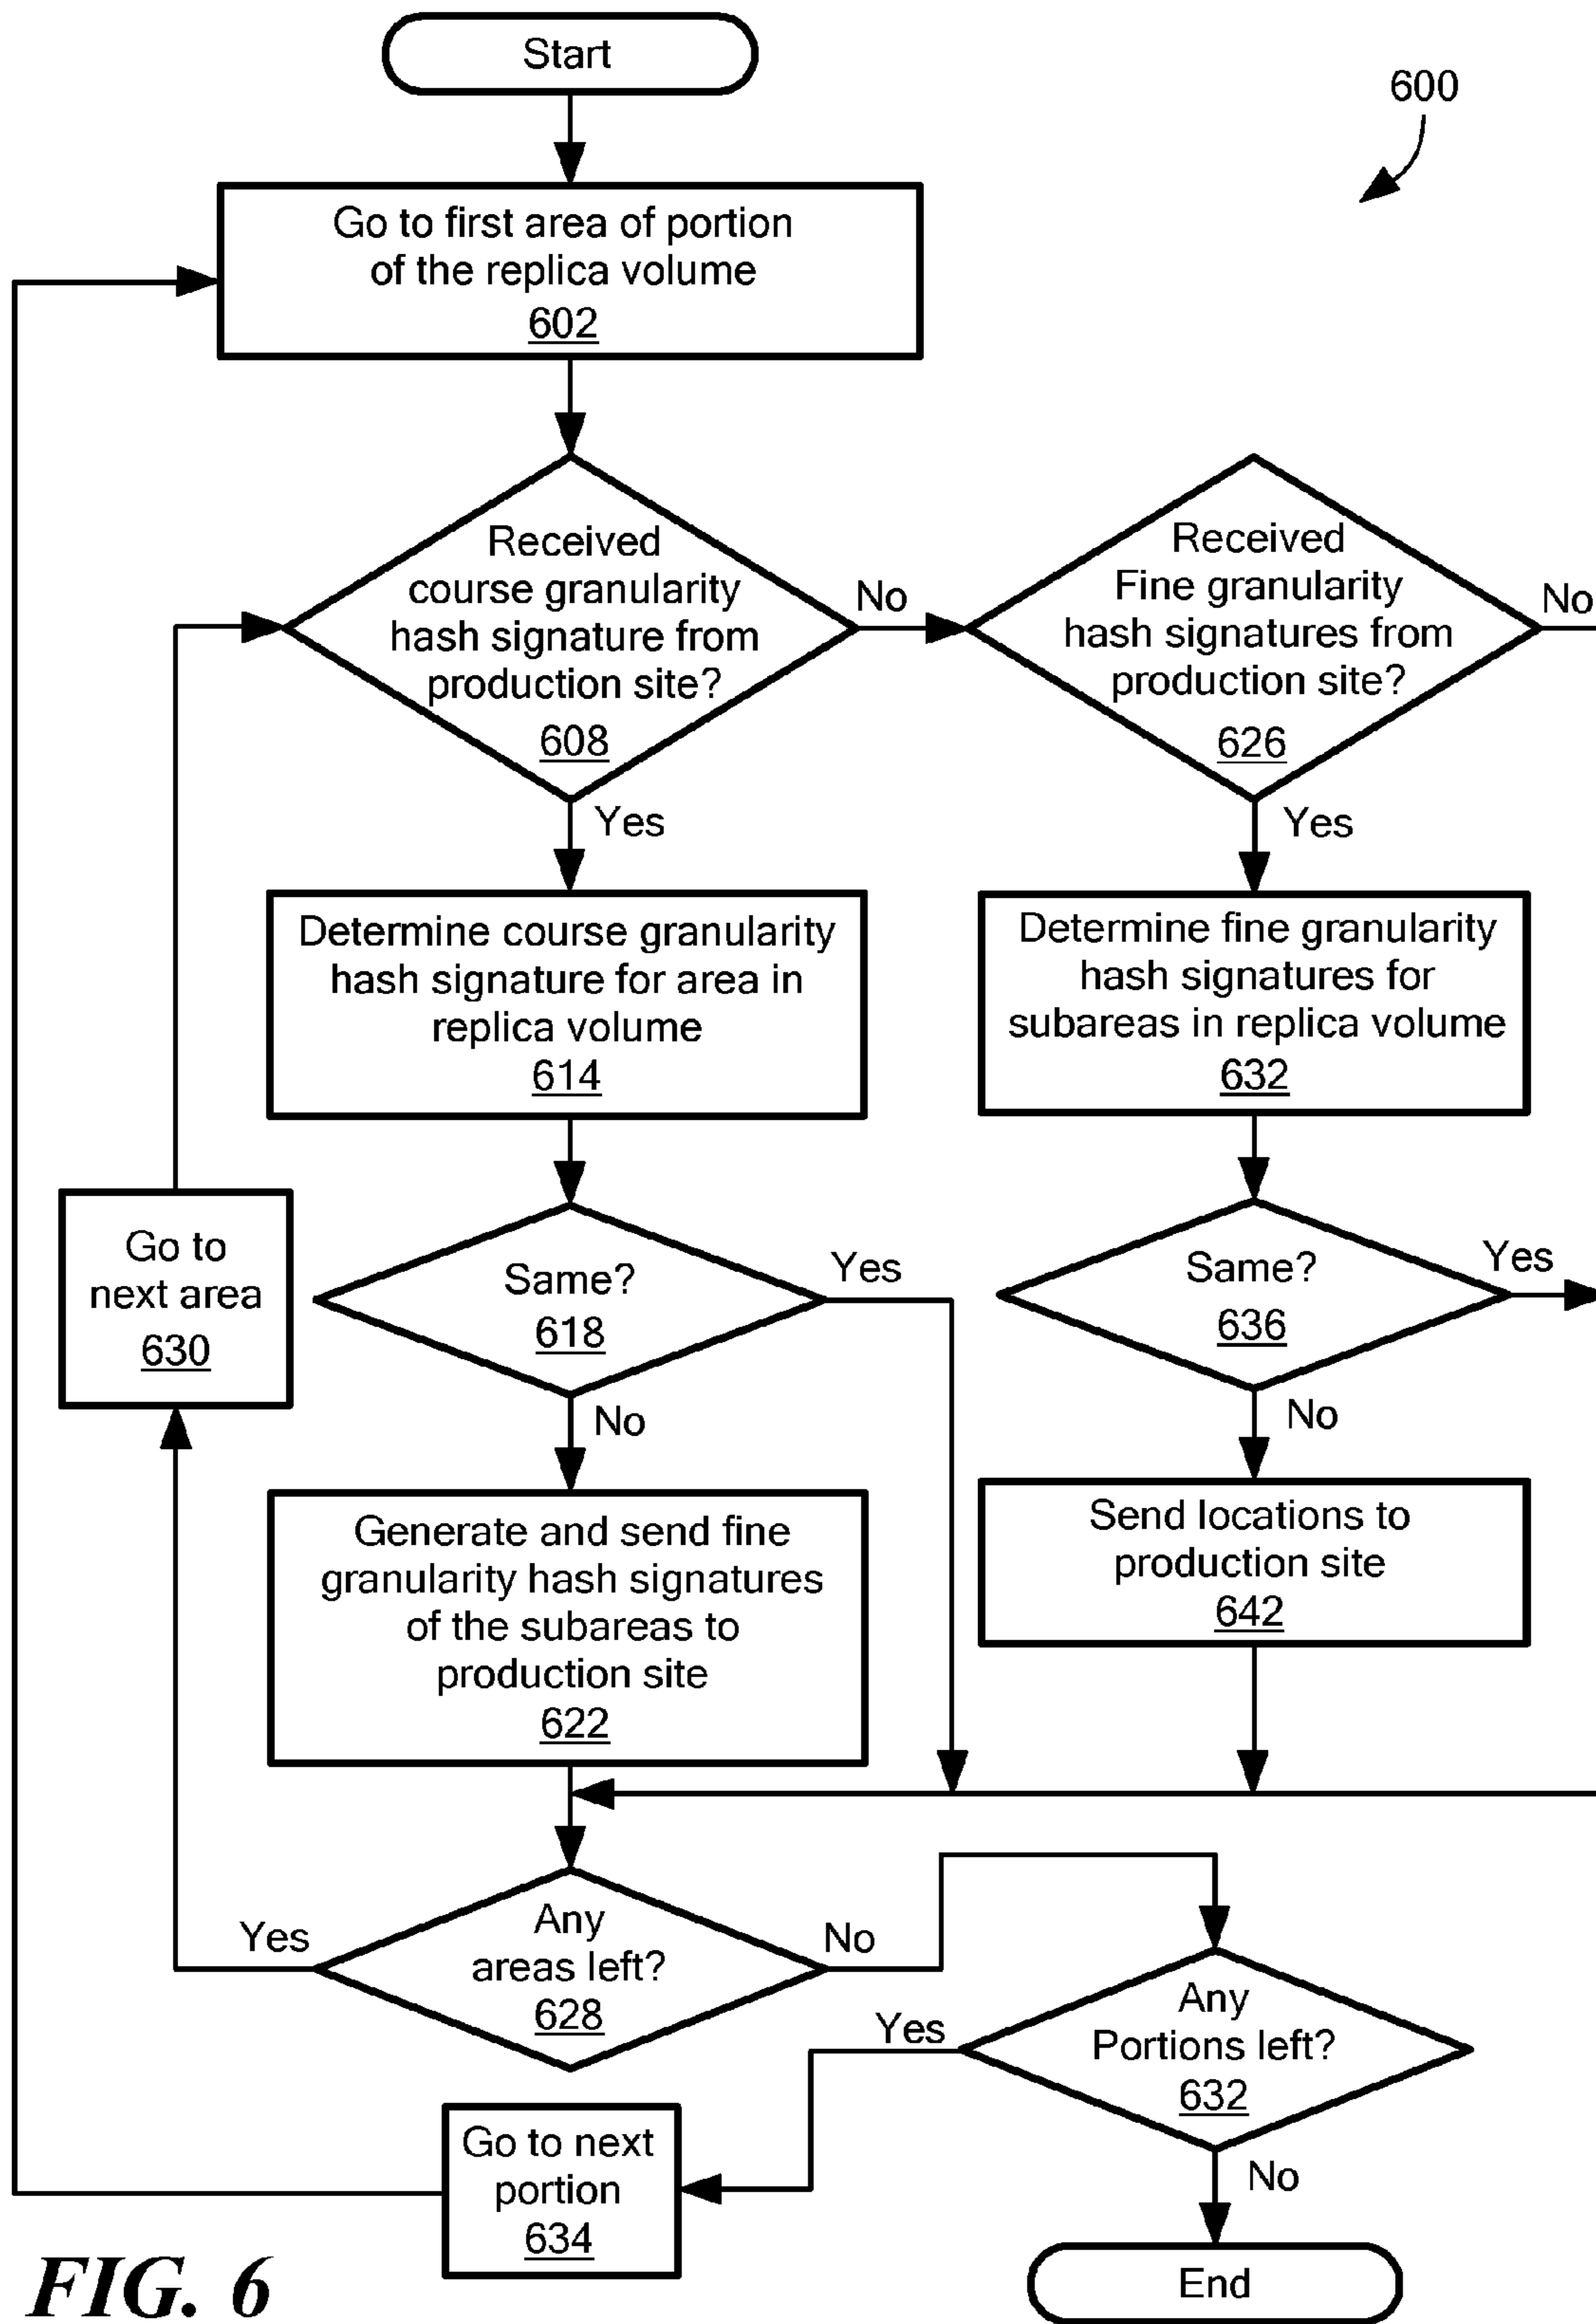 Start
600
Go to first area of portion
of the replica volume
602
Received
course granularity
hash signature from
production site?
608
No
Received
Fine granularity
hash signatures from
production site?
626
No
Yes
Yes
Determine course granularity
hash signature for area in
replica volume
614
Determine fine granularity
hash signatures for
subareas in replica volume
632
Go to
next area
630
Same?
618
Yes
Same?
636
Yes
No
No
Generate and send fine
granularity hash signatures
of the subareas to
production site
622
Send locations to
production site
642
Any
areas left?
628
Yes
No
Any
Portions left?
632
Yes
No
Go to next
portion
634
End
FIG. 6